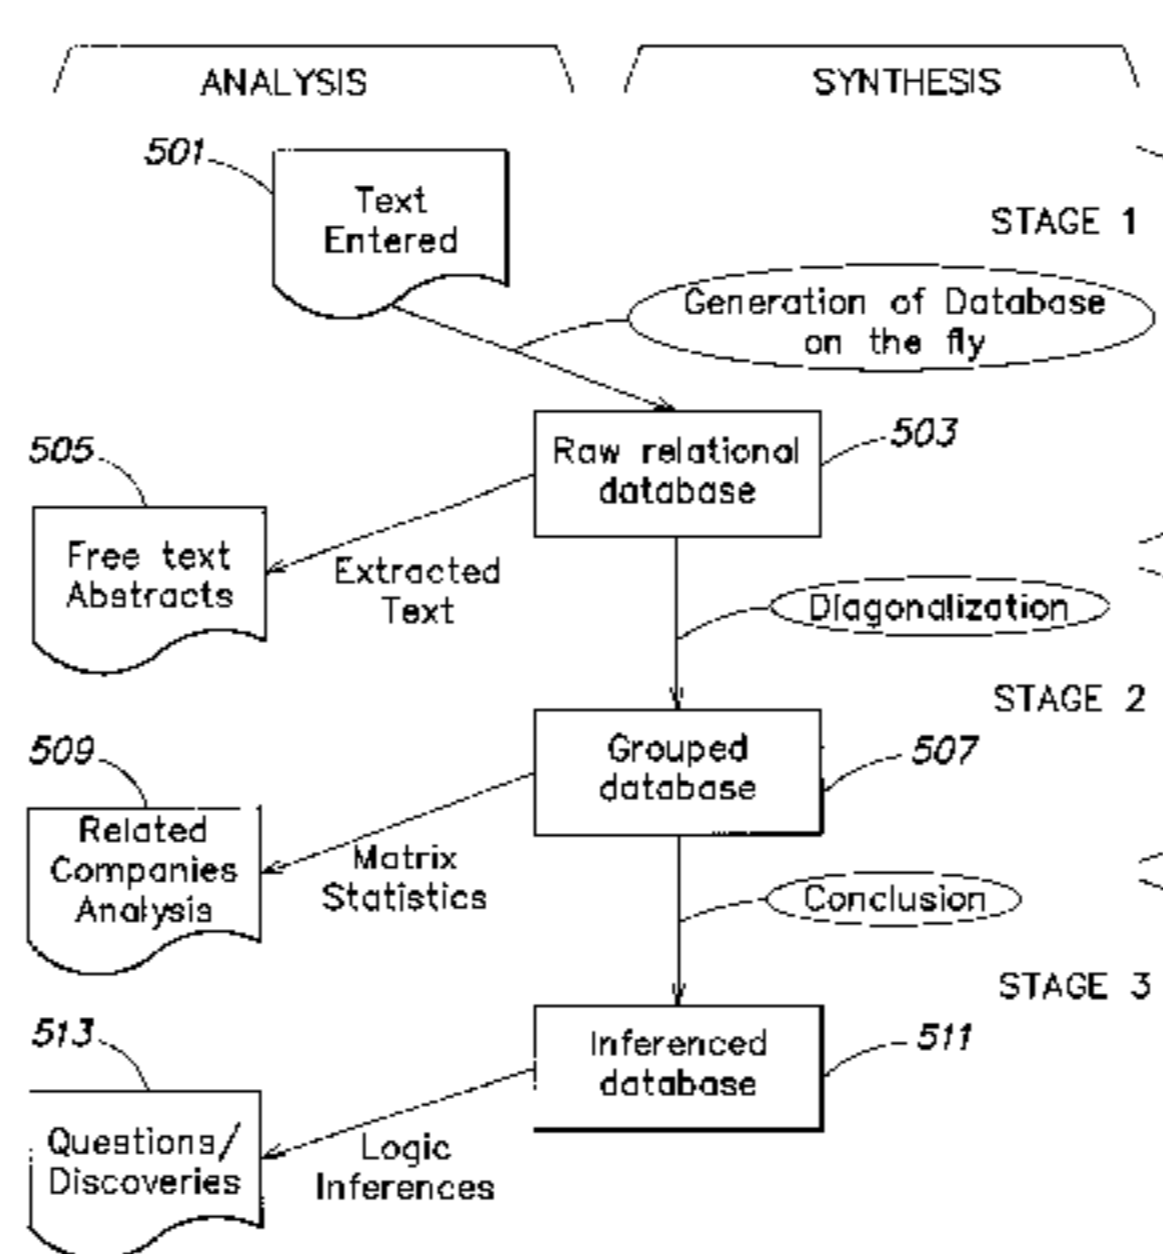 ANALYSIS
SYNTHESIS
501
Text
Entered
STAGE 1
Generation of Database
on the fly
503
Raw relational
database
505
Free text
Abstracts
Extracted
Text
Diagonalization
STAGE 2
507
Grouped
database
509
Related
Companies
Analysis
Matrix
Statistics
Conclusion
STAGE 3
511
Inferenced
database
513
Questions/
Discoveries
Logic
Inferences